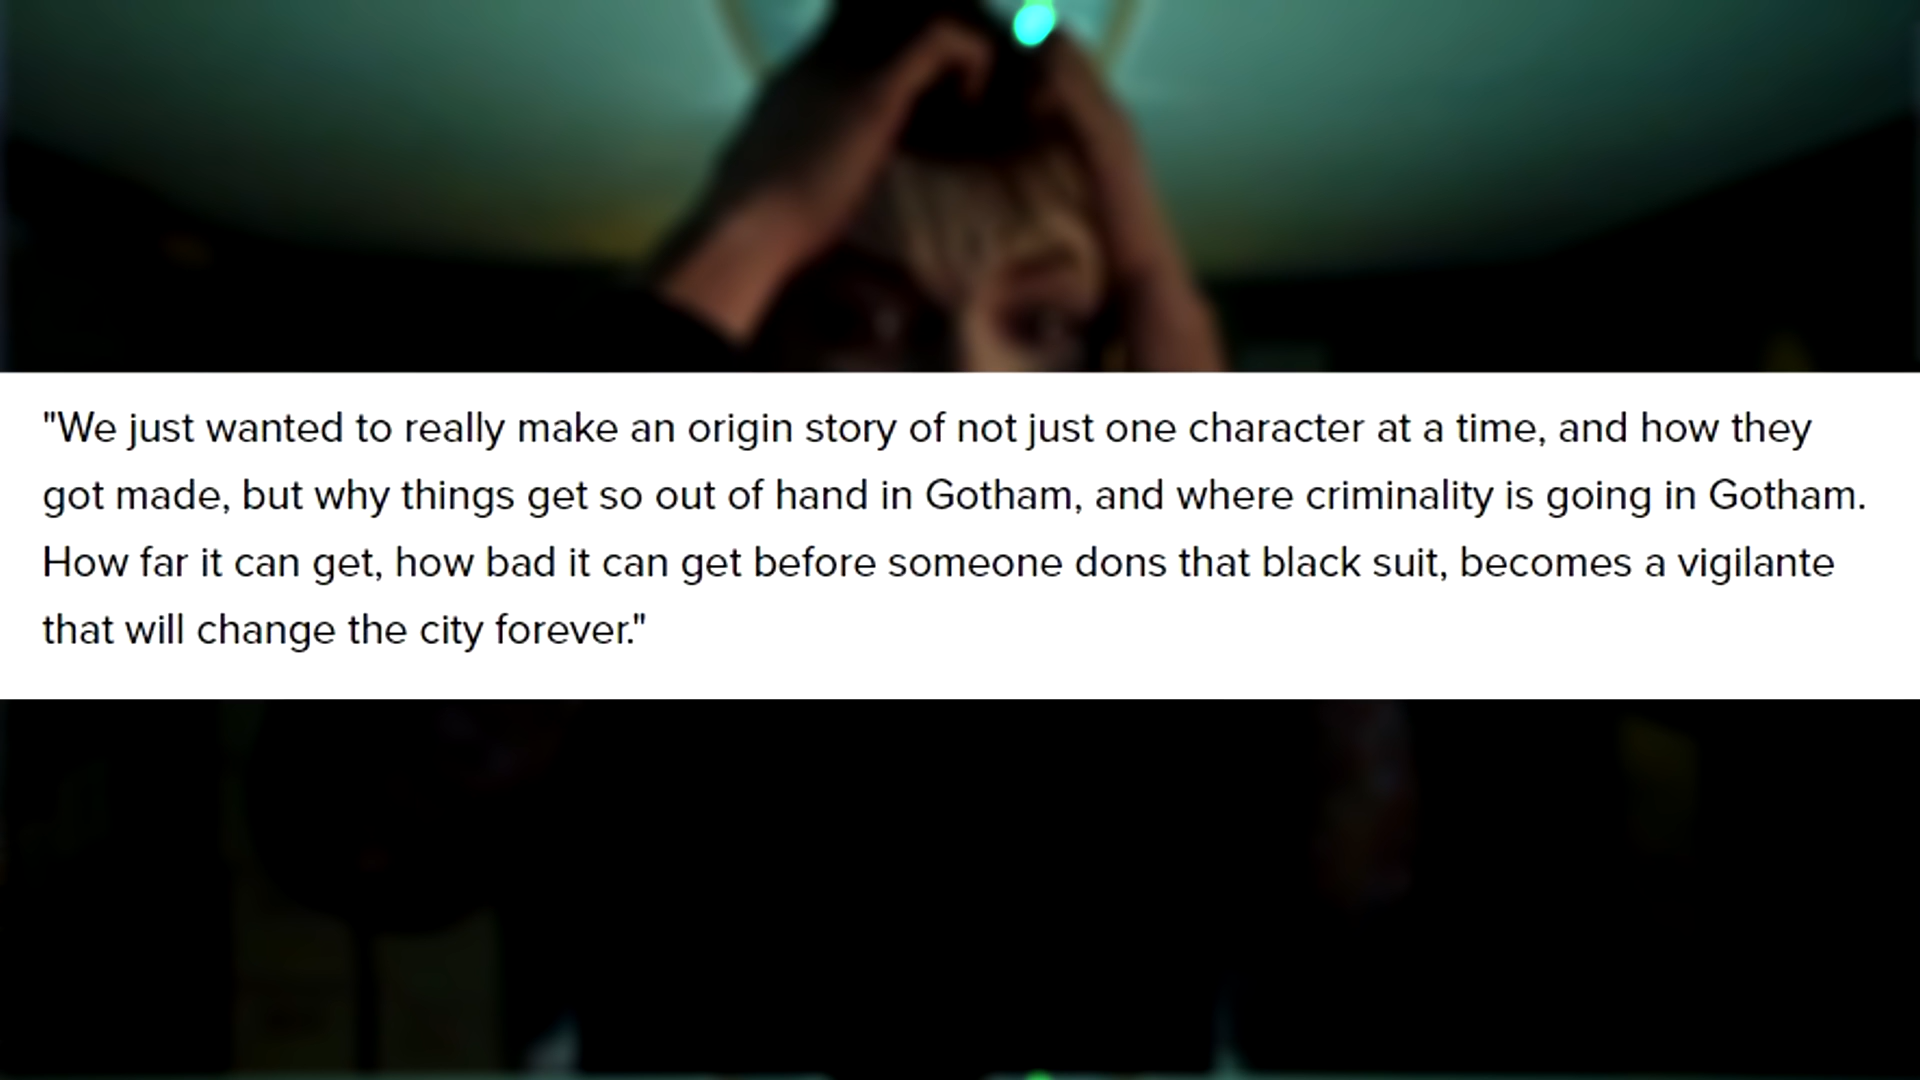 "We just wanted to really make an origin story of not just one character at a time, and how they
got made, but why things get so out of hand in Gotham, and where criminality is going in Gotham.
How far it can get, how bad it can get before someone dons that black suit, becomes a vigilante
that will change the city forever."